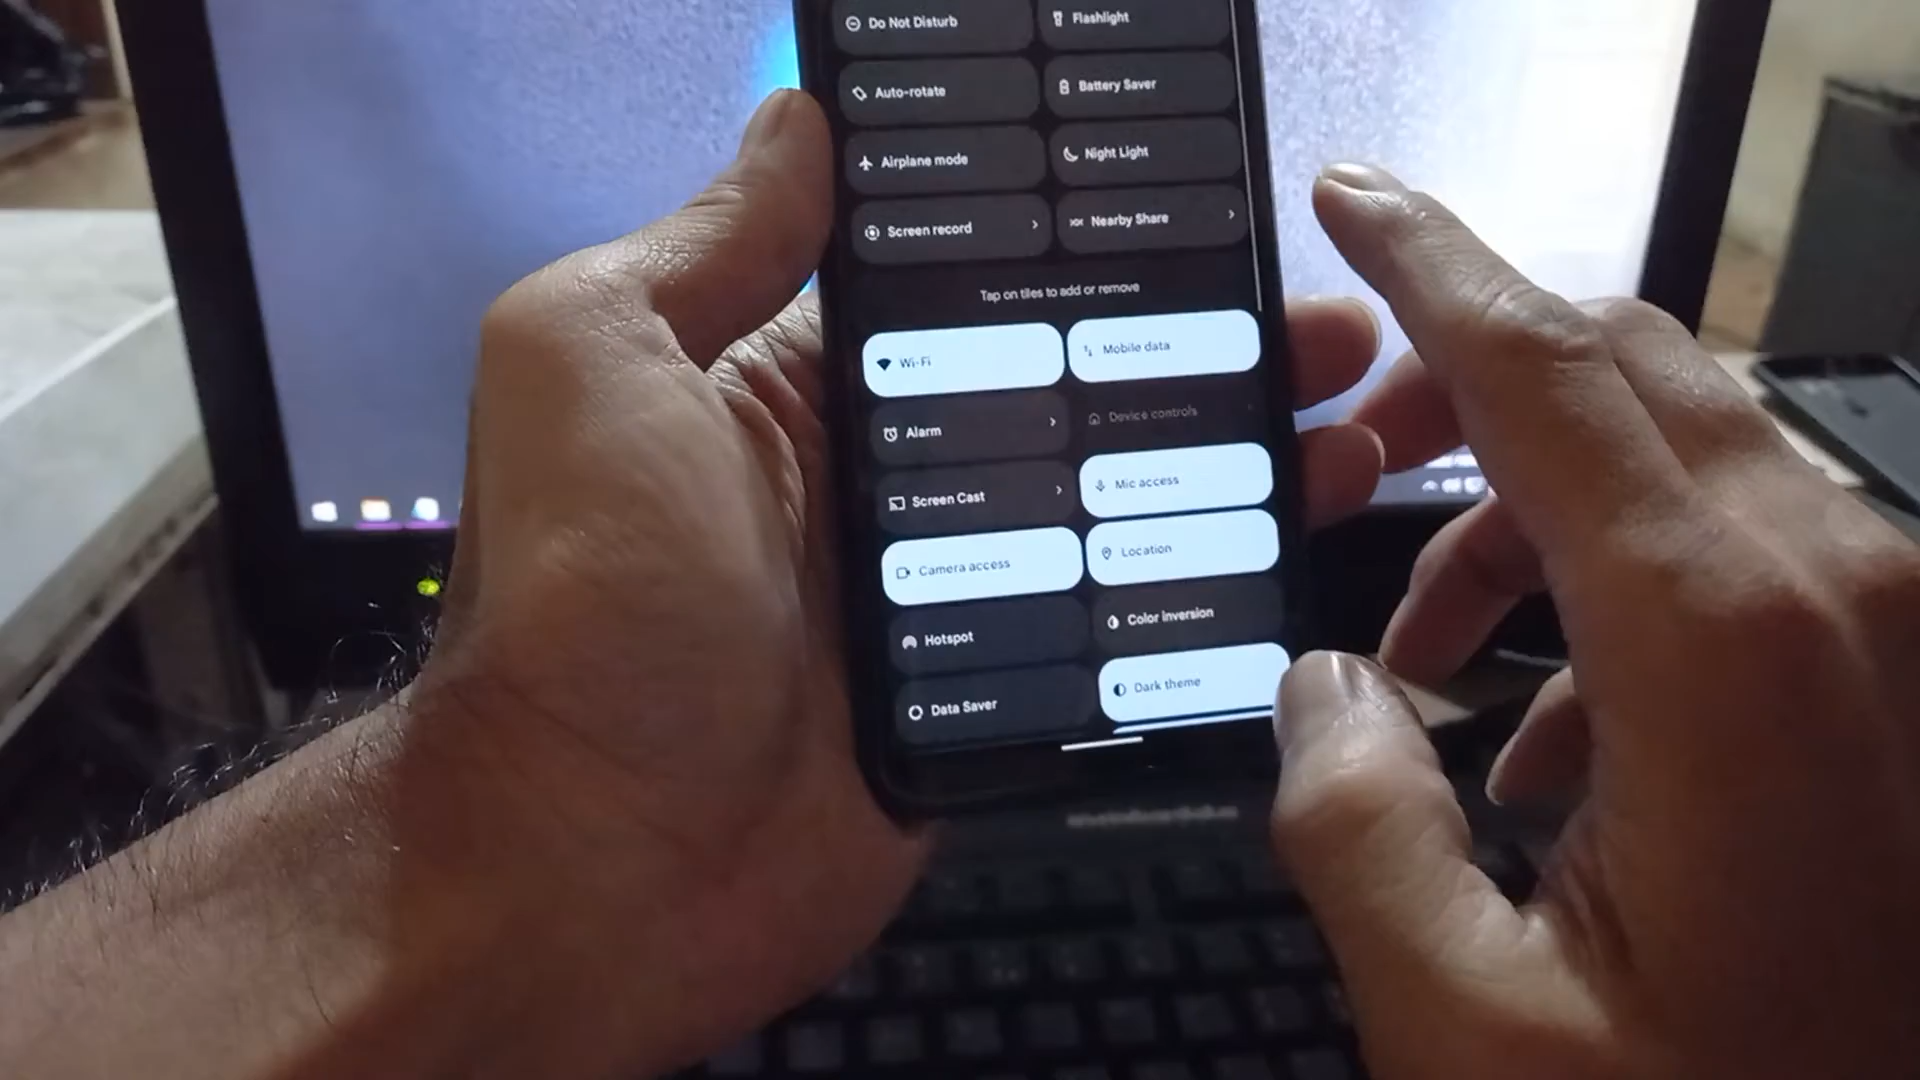 Do Not Disturb
Flashlight
Auto-rotate
Battery Saver
Airplane mode
Night Light
Screen record
Nearby Share
Tap on tiles to add or remove
Wi-Fi
Mobile data
Alarm
Device controls
Screen Cast
Mic access
Camera access
Location
Hotspot
Color inversion
Data Saver
Dark theme